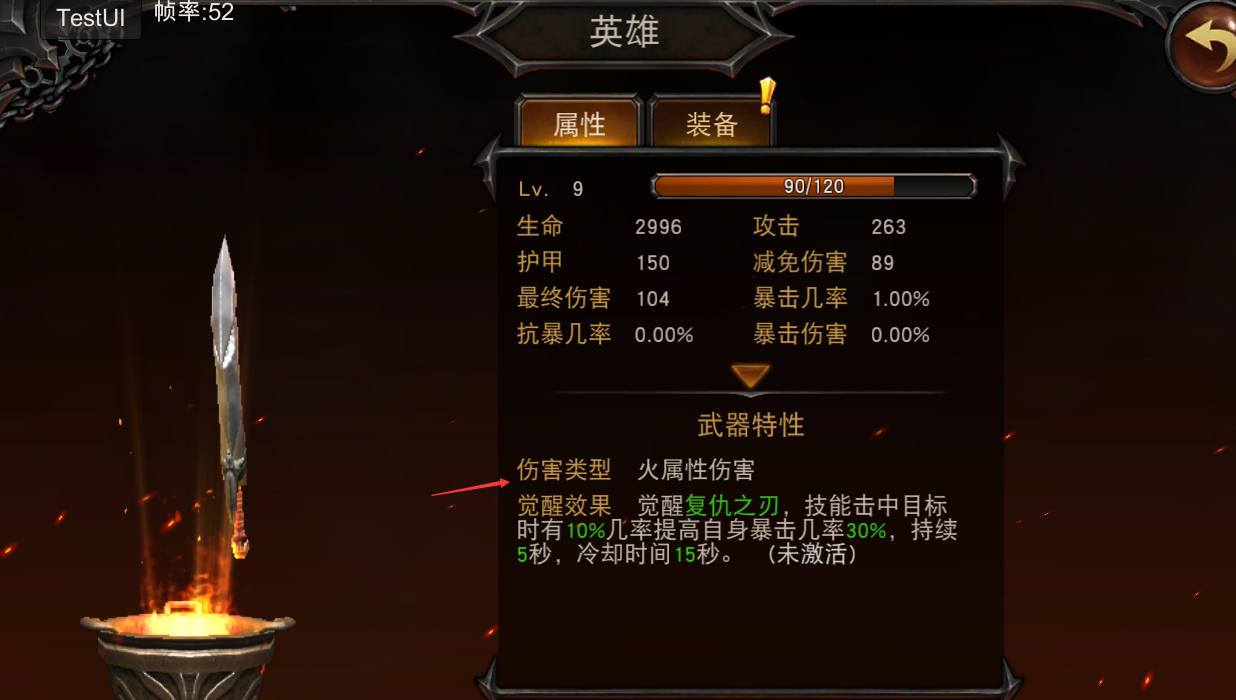 TestUI
帧率:52
英雄
属性 装备
Lv. 9 90/120
生命 2996 攻击 263
护甲 150 减免伤害 89
最终伤害 104 暴击几率 1.00%
抗暴几率 0.00% 暴击伤害 0.00%
武器特性
伤害类型 火属性伤害
觉醒效果 觉醒复仇之刃，技能击中目标
时有10%几率提高自身暴击几率30%，持续
5秒，冷却时间15秒。 （未激活）